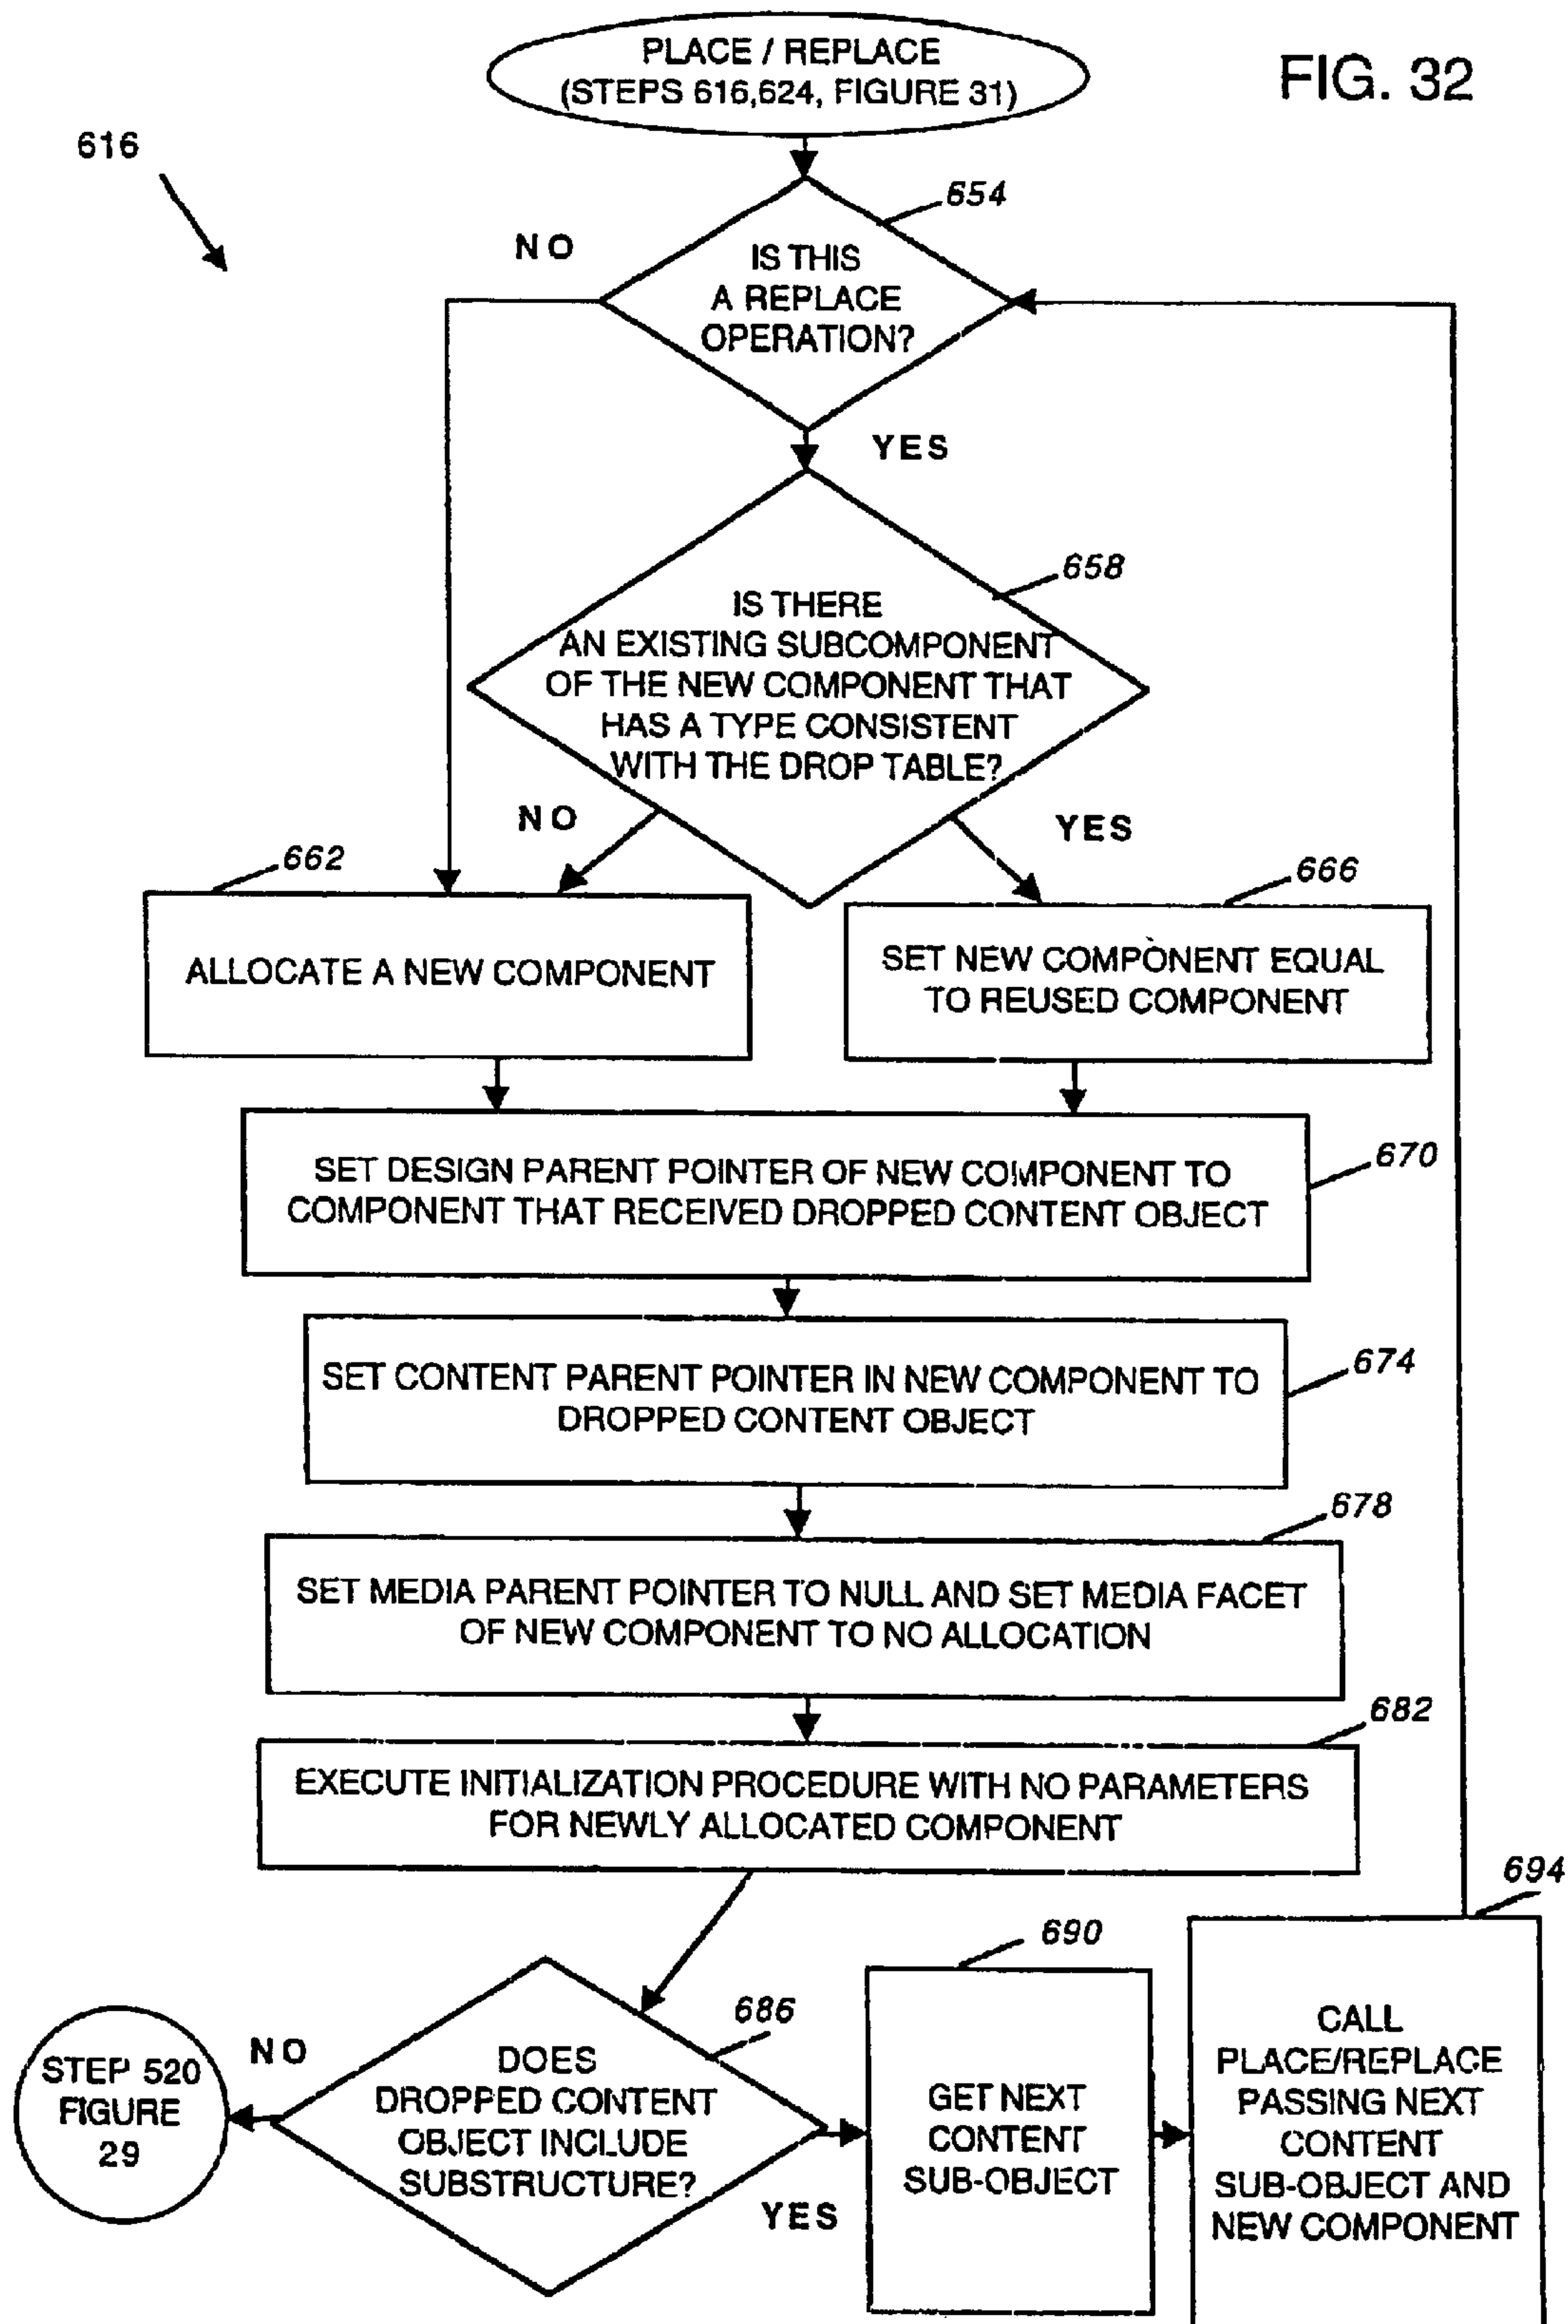 PLACE / REPLACE
(STEPS 616,624, FIGURE 31)
FIG. 32
616
654
NO
IS THIS
A REPLACE
OPERATION?
YES
658
IS THERE
AN EXISTING SUBCOMPONENT
OF THE NEW COMPONENT THAT
HAS A TYPE CONSISTENT
WITH THE DROP TABLE?
NO
YES
662
666
ALLOCATE A NEW COMPONENT
SET NEW COMPONENT EQUAL
TO REUSED COMPONENT
670
SET DESIGN PARENT POINTER OF NEW COMPONENT TO
COMPONENT THAT RECEIVED DROPPED CONTENT OBJECT
674
SET CONTENT PARENT POINTER IN NEW COMPONENT TO
DROPPED CONTENT OBJECT
678
SET MEDIA PARENT POINTER TO NULL AND SET MEDIA FACET
OF NEW COMPONENT TO NO ALLOCATION
682
EXECUTE INITIALIZATION PROCEDURE WITH NO PARAMETERS
FOR NEWLY ALLOCATED COMPONENT
694
690
686
NO
STEP 520
FIGURE
29
DOES
DROPPED CONTENT
OBJECT INCLUDE
SUBSTRUCTURE?
YES
GET NEXT
CONTENT
SUB-OBJECT
CALL
PLACE/REPLACE
PASSING NEXT
CONTENT
SUB-OBJECT AND
NEW COMPONENT